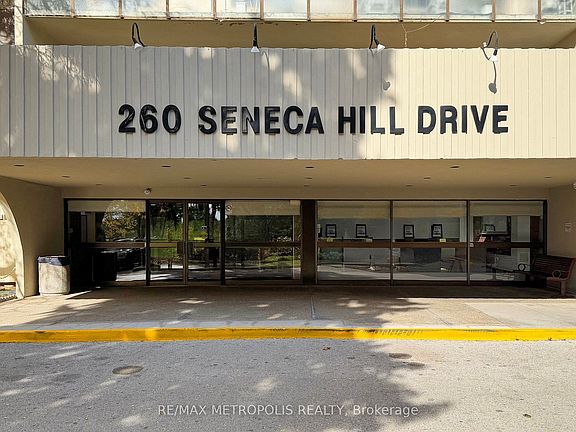 260 SENECA HILL DRIVE
RE/MAX METROPOLIS REALTY, Brokerage